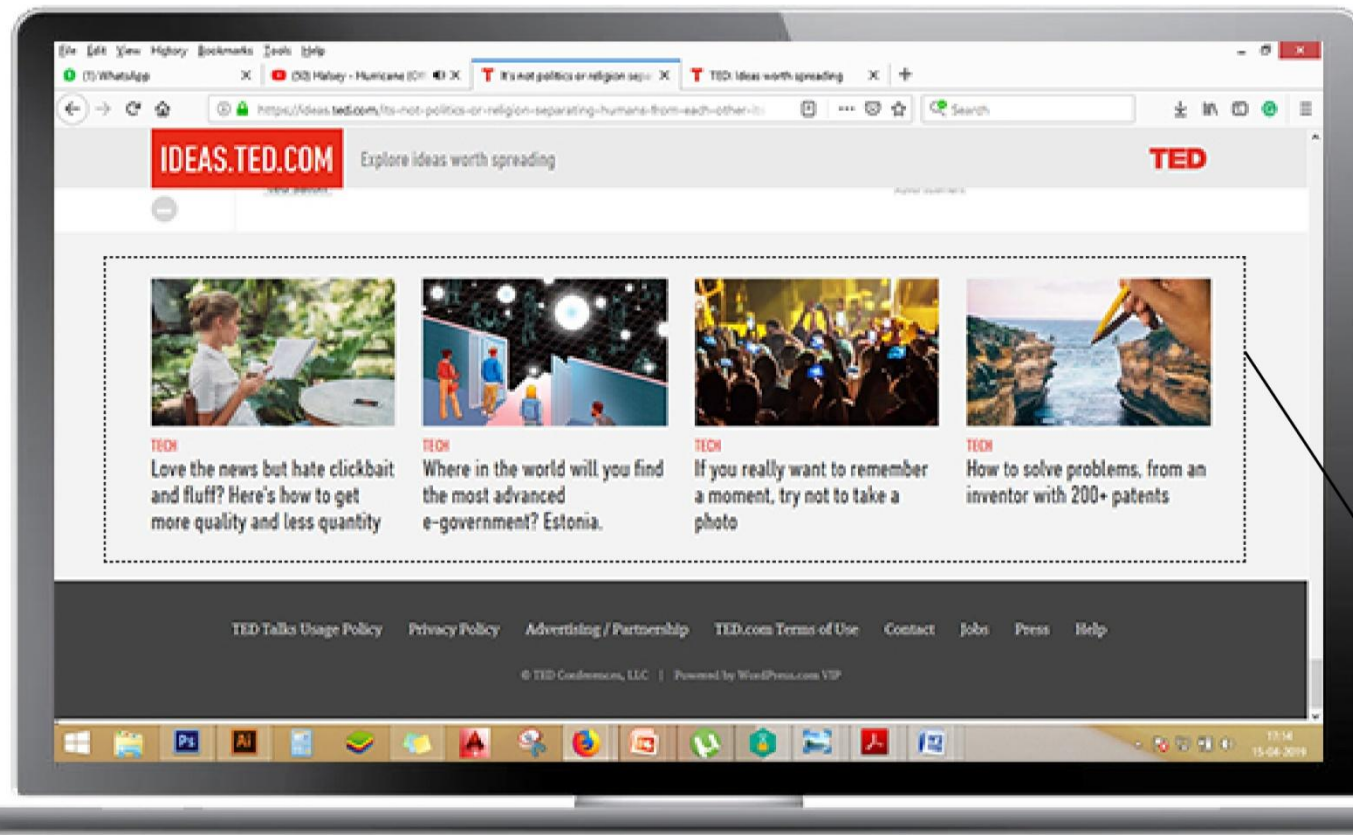 File Edit View History Bookmarks Tools Help
(1) WhatsApp
(50) Halsey - Hurricane
It's not politics or religion sepa
TED: Ideas worth spreading
https://ideas.ted.com/its-not-politics-or-religion-separating-humans-from-each-other-its
Search
IDEAS.TED.COM
Explore ideas worth spreading
TED
TECH
Love the news but hate clickbait
and fluff? Here's how to get
more quality and less quantity
TECH
Where in the world will you find
the most advanced
e-government? Estonia.
TECH
If you really want to remember
a moment, try not to take a
photo
TECH
How to solve problems, from an
inventor with 200+ patents
TED Talks Usage Policy Privacy Policy Advertising / Partnership TED.com Terms of Use Contact Jobs Press Help
© TED Conferences, LLC | Powered by WordPress.com VIP
Ps
Ai
17:14
15-04-2019